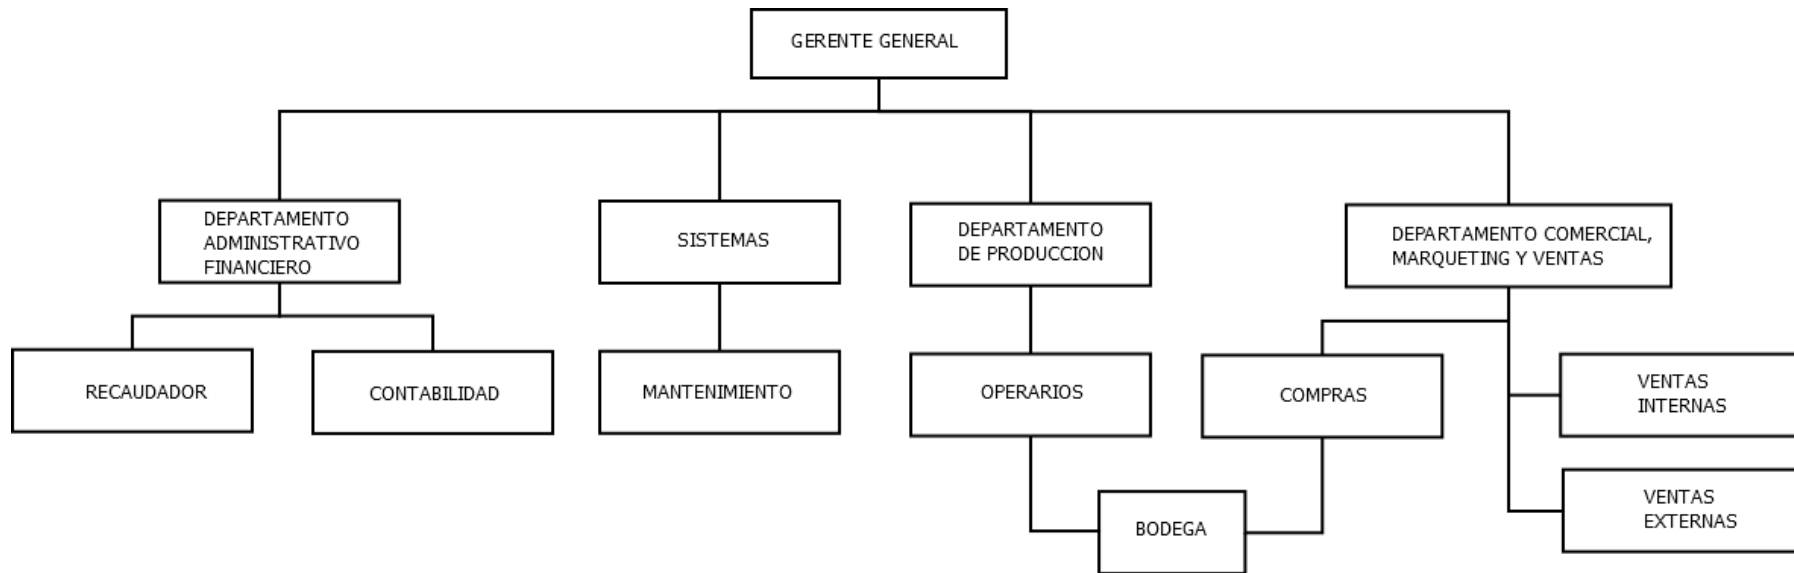 GERENTE GENERAL
DEPARTAMENTO
ADMINISTRATIVO
FINANCIERO
SISTEMAS
DEPARTAMENTO
DE PRODUCCION
DEPARTAMENTO COMERCIAL,
MARQUETING Y VENTAS
RECAUDADOR
CONTABILIDAD
MANTENIMIENTO
OPERARIOS
COMPRAS
VENTAS
INTERNAS
BODEGA
VENTAS
EXTERNAS